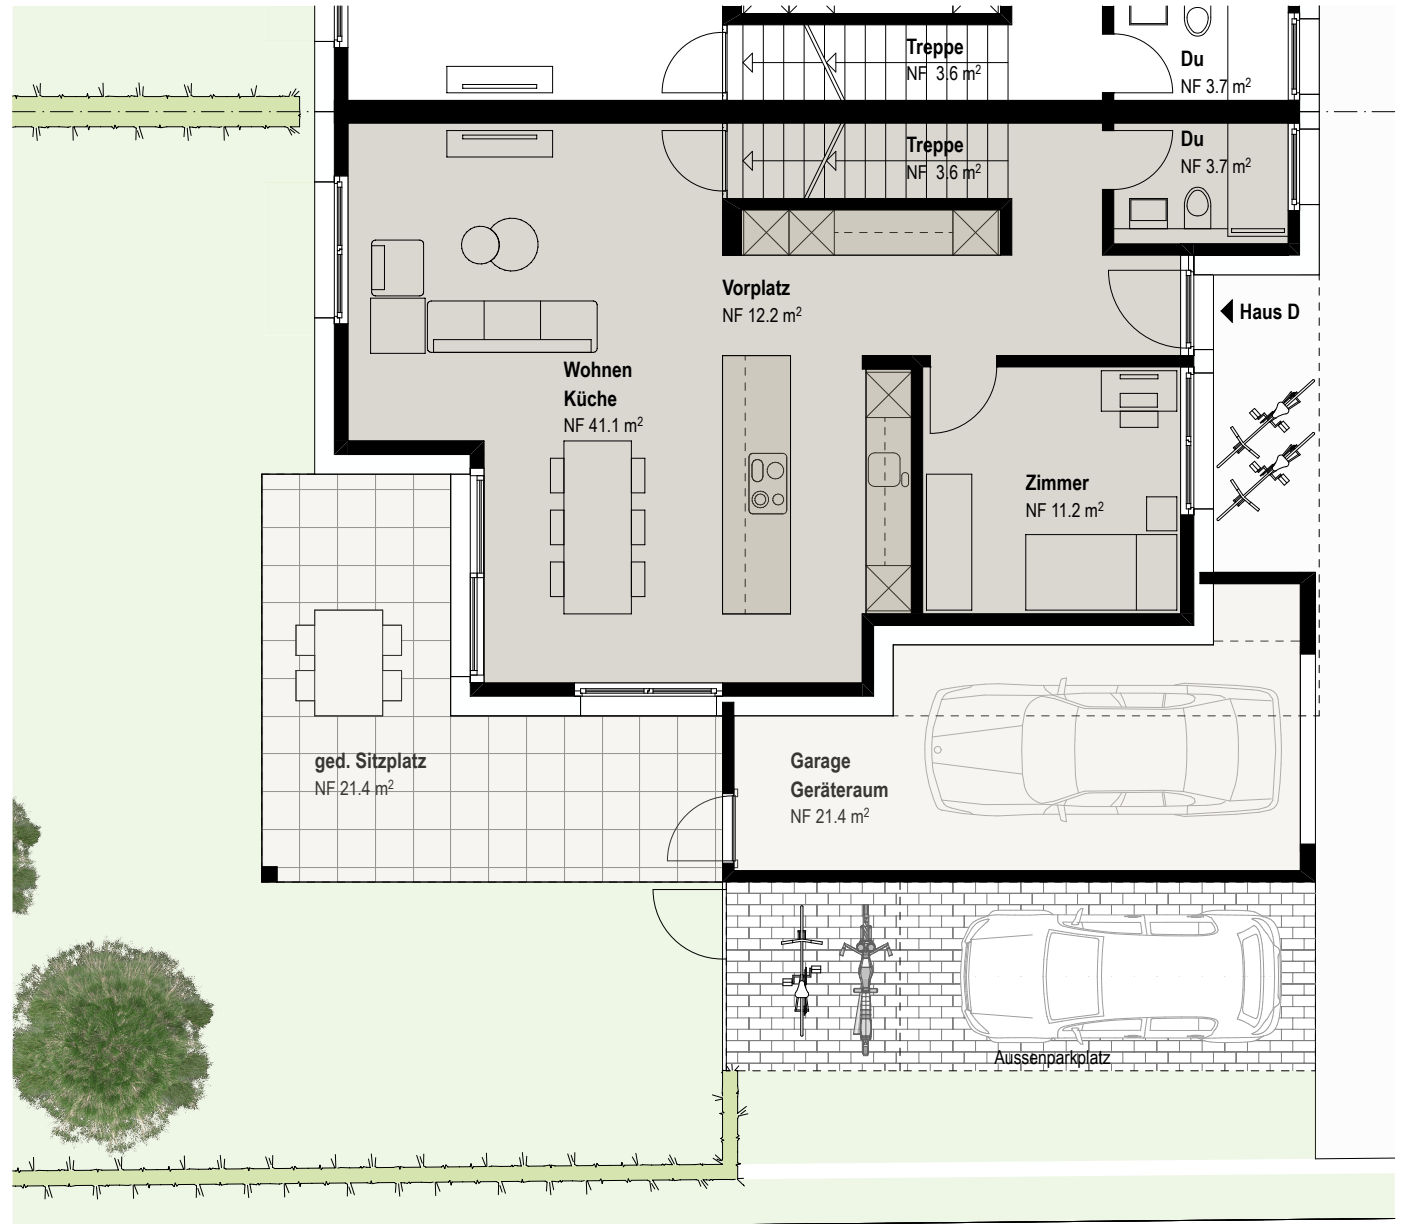 Treppe
NF 3.6 m²
Du
NF 3.7 m²
Treppe
NF 3.6 m²
Du
NF 3.7 m²
Vorplatz
NF 12.2 m²
Haus D
Wohnen
Küche
NF 41.1 m²
Zimmer
NF 11.2 m²
ged. Sitzplatz
NF 21.4 m²
Garage
Geräteraum
NF 21.4 m²
Aussenparkplatz